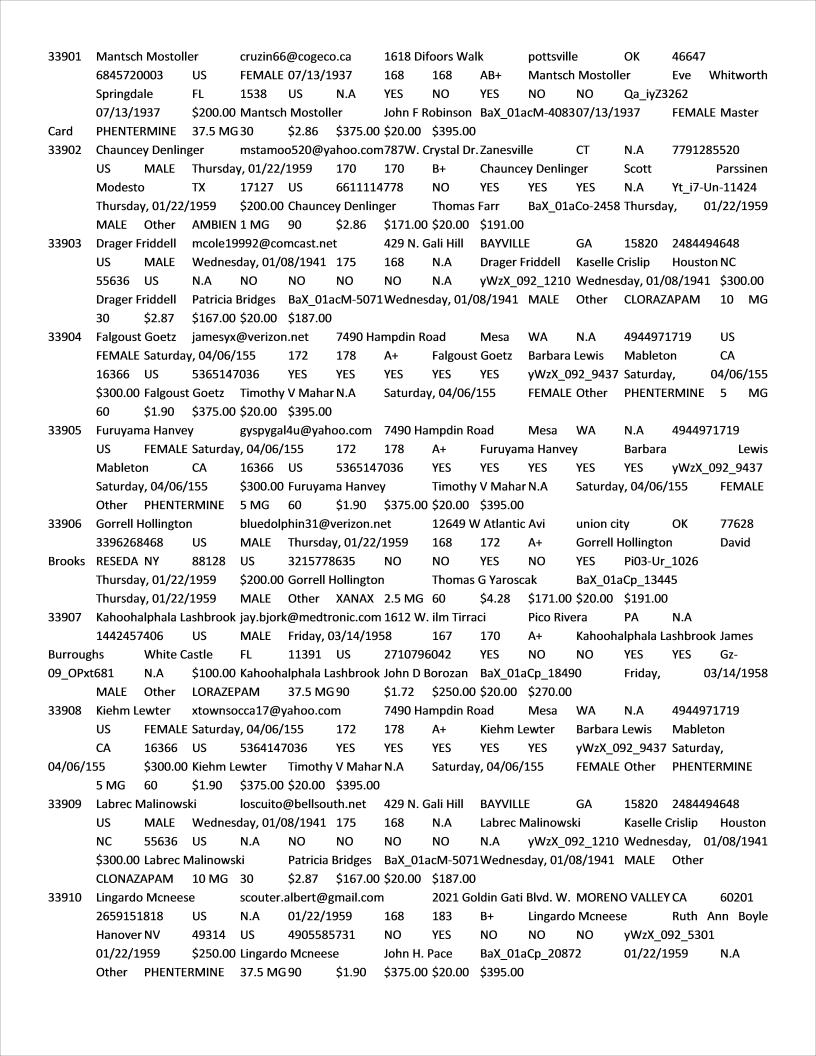 33901 Mantsch Mostoller cruzin66@cogeco.ca 1618 Difoors Walk pottsville OK 46647
6845720003 US FEMALE 07/13/1937 168 168 AB+ Mantsch Mostoller Eve Whitworth
Springdale FL 1538 US N.A YES NO YES NO NO Qa_iyZ3262
07/13/1937 $200.00 Mantsch Mostoller John F Robinson BaX_01acM-4083 07/13/1937 FEMALE Master
Card PHENTERMINE 37.5 MG 30 $2.86 $375.00 $20.00 $395.00
33902 Chauncey Denlinger mstamoo520@yahoo.com 787W. Crystal Dr. Zanesville CT N.A 7791285520
US MALE Thursday, 01/22/1959 170 170 B+ Chauncey Denlinger Scott Parssinen
Modesto TX 17127 US 6611114778 NO YES YES YES N.A Yt_i7-Un-11424
Thursday, 01/22/1959 $200.00 Chauncey Denlinger Thomas Farr BaX_01aCo-2458 Thursday, 01/22/1959
MALE Other AMBIEN 1 MG 90 $2.86 $171.00 $20.00 $191.00
33903 Drager Friddell mcole19992@comcast.net 429 N. Gali Hill BAYVILLE GA 15820 2484494648
US MALE Wednesday, 01/08/1941 175 168 N.A Drager Friddell Kaselle Crislip Houston NC
55636 US N.A NO NO NO NO N.A yWzX_092_1210 Wednesday, 01/08/1941 $300.00
Drager Friddell Patricia Bridges BaX_01acM-5071 Wednesday, 01/08/1941 MALE Other CLORAZAPAM 10 MG
30 $2.87 $167.00 $20.00 $187.00
33904 Falgoust Goetz jamesyx@verizon.net 7490 Hampdin Road Mesa WA N.A 4944971719 US
FEMALE Saturday, 04/06/155 172 178 A+ Falgoust Goetz Barbara Lewis Mableton CA
16366 US 5365147036 YES YES YES YES YES yWzX_092_9437 Saturday, 04/06/155
$300.00 Falgoust Goetz Timothy V Mahar N.A Saturday, 04/06/155 FEMALE Other PHENTERMINE 5 MG
60 $1.90 $375.00 $20.00 $395.00
33905 Furuyama Hanvey gyspygal4u@yahoo.com 7490 Hampdin Road Mesa WA N.A 4944971719
US FEMALE Saturday, 04/06/155 172 178 A+ Furuyama Hanvey Barbara Lewis
Mableton CA 16366 US 5365147036 YES YES YES YES YES yWzX_092_9437
Saturday, 04/06/155 $300.00 Furuyama Hanvey Timothy V Mahar N.A Saturday, 04/06/155 FEMALE
Other PHENTERMINE 5 MG 60 $1.90 $375.00 $20.00 $395.00
33906 Gorrell Hollington bluedolphin31@verizon.net 12649 W Atlantic Avi union city OK 77628
3396268468 US MALE Thursday, 01/22/1959 168 172 A+ Gorrell Hollington David
Brooks RESEDA NY 88128 US 3215778635 NO NO YES NO YES Pi03-Ur_1026
Thursday, 01/22/1959 $200.00 Gorrell Hollington Thomas G Yaroscak BaX_01aCp_13445
Thursday, 01/22/1959 MALE Other XANAX 2.5 MG 60 $4.28 $171.00 $20.00 $191.00
33907 Kahoohalphala Lashbrook jay.bjork@medtronic.com 1612 W. ilm Tirraci Pico Rivera PA N.A
1442457406 US MALE Friday, 03/14/1958 167 170 A+ Kahoohalphala Lashbrook James
Burroughs White Castle FL 11391 US 2710796042 YES NO NO YES YES Gz-
09_OPxt681 N.A $100.00 Kahoohalphala Lashbrook John D Borozan BaX_01aCp_18490 Friday, 03/14/1958
MALE Other LORAZEPAM 37.5 MG 90 $1.72 $250.00 $20.00 $270.00
33908 Kiehm Lewter xtownsocca17@yahoo.com 7490 Hampdin Road Mesa WA N.A 4944971719
US FEMALE Saturday, 04/06/155 172 178 A+ Kiehm Lewter Barbara Lewis Mableton
CA 16366 US 5364147036 YES YES YES YES YES yWzX_092_9437 Saturday,
04/06/155 $300.00 Kiehm Lewter Timothy V Mahar N.A Saturday, 04/06/155 FEMALE Other PHENTERMINE
5 MG 60 $1.90 $375.00 $20.00 $395.00
33909 Labrec Malinowski loscuito@bellsouth.net 429 N. Gali Hill BAYVILLE GA 15820 2484494648
US MALE Wednesday, 01/08/1941 175 168 N.A Labrec Malinowski Kaselle Crislip Houston
NC 55636 US N.A NO NO NO NO N.A yWzX_092_1210 Wednesday, 01/08/1941
$300.00 Labrec Malinowski Patricia Bridges BaX_01acM-5071 Wednesday, 01/08/1941 MALE Other
CLONAZAPAM 10 MG 30 $2.87 $167.00 $20.00 $187.00
33910 Lingardo Mcneese scouter.albert@gmail.com 2021 Goldin Gati Blvd. W. MORENO VALLEY CA 60201
2659151818 US N.A 01/22/1959 168 183 B+ Lingardo Mcneese Ruth Ann Boyle
Hanover NV 49314 US 4905585731 NO YES NO NO NO yWzX_092_5301
01/22/1959 $250.00 Lingardo Mcneese John H. Pace BaX_01aCp_20872 01/22/1959 N.A
Other PHENTERMINE 37.5 MG 90 $1.90 $375.00 $20.00 $395.00